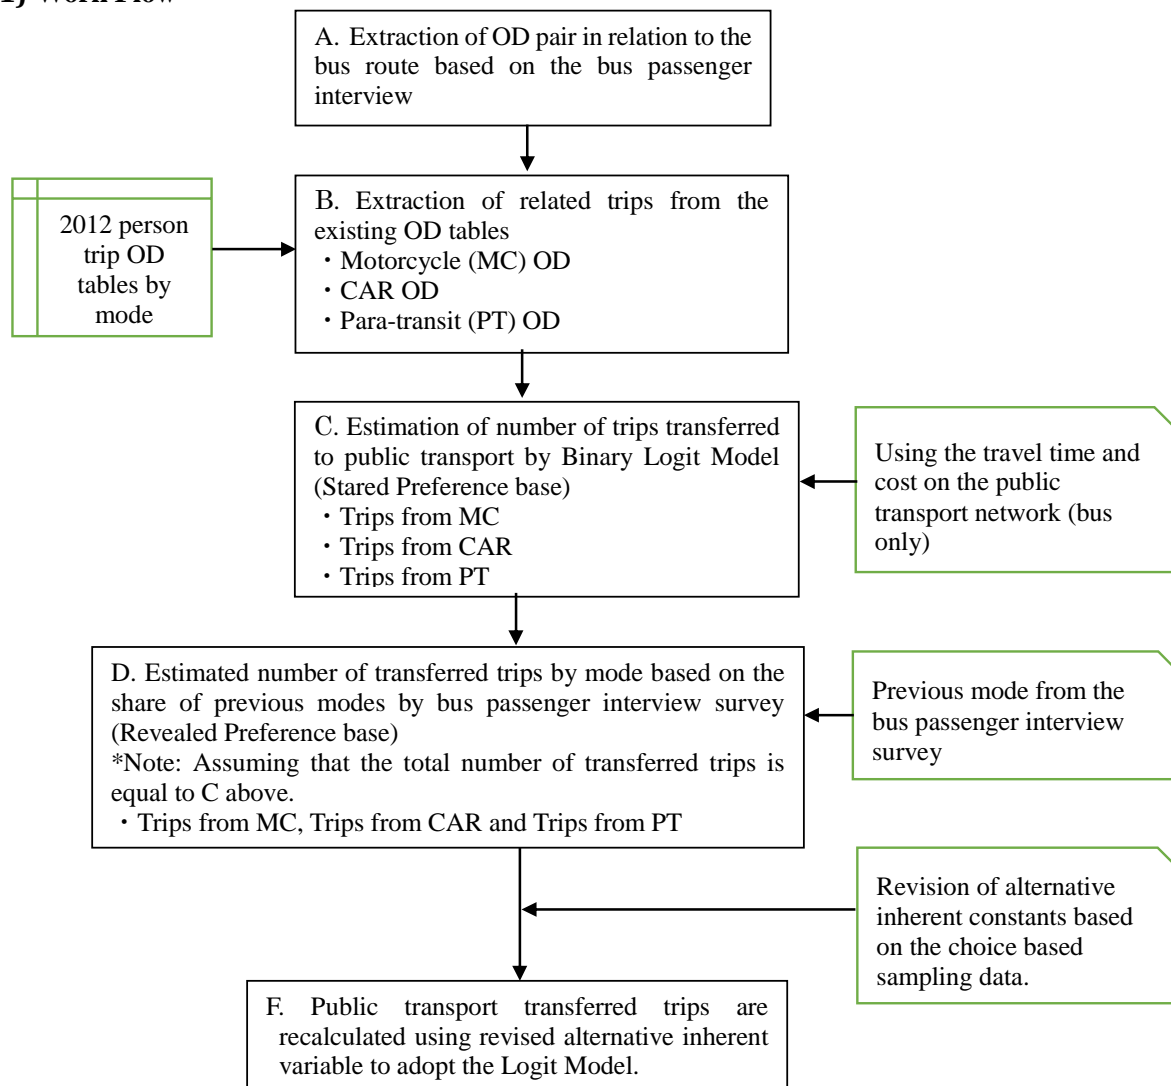 1) Work Flow
A. Extraction of OD pair in relation to the
bus route based on the bus passenger
interview
2012 person
trip OD
tables by
mode
B. Extraction of related trips from the
existing OD tables
・Motorcycle (MC) OD
・CAR OD
・Para-transit (PT) OD
C. Estimation of number of trips transferred
to public transport by Binary Logit Model
(Stared Preference base)
・Trips from MC
・Trips from CAR
・Trips from PT
Using the travel time and
cost on the public
transport network (bus
only)
D. Estimated number of transferred trips by mode based on the
share of previous modes by bus passenger interview survey
(Revealed Preference base)
*Note: Assuming that the total number of transferred trips is
equal to C above.
・Trips from MC, Trips from CAR and Trips from PT
Previous mode from the
bus passenger interview
survey
Revision of alternative
inherent constants based
on the choice based
sampling data.
F. Public transport transferred trips are
recalculated using revised alternative inherent
variable to adopt the Logit Model.